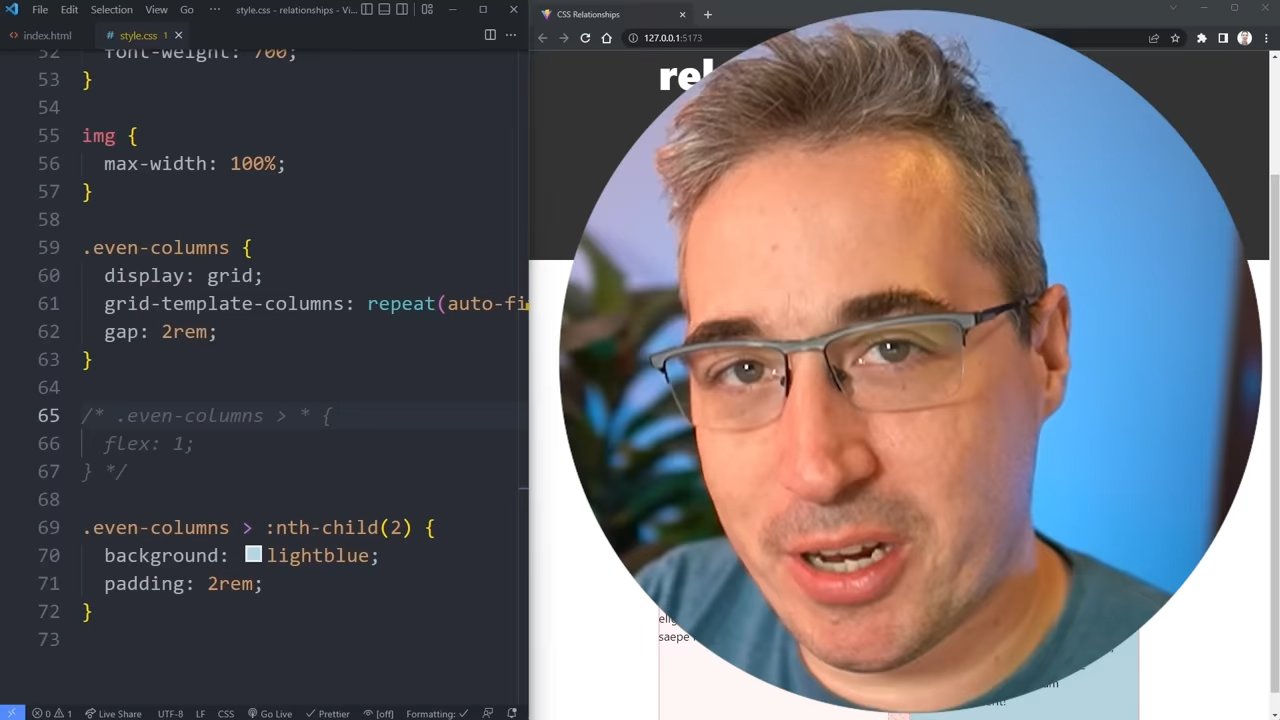 File Edit Selection View Go ··· style.css - relationships - Vi...
index.html # style.css 1
52 font-weight: 700;
53 }
54
55 img {
56 max-width: 100%;
57 }
58
59 .even-columns {
60 display: grid;
61 grid-template-columns: repeat(auto-fi
62 gap: 2rem;
63 }
64
65 /* .even-columns > * {
66 flex: 1;
67 } */
68
69 .even-columns > :nth-child(2) {
70 background: lightblue;
71 padding: 2rem;
72 }
73
0 1 Live Share UTF-8 LF CSS Go Live Prettier [off] Formatting:
CSS Relationships
127.0.0.1:5173
rel
saepe